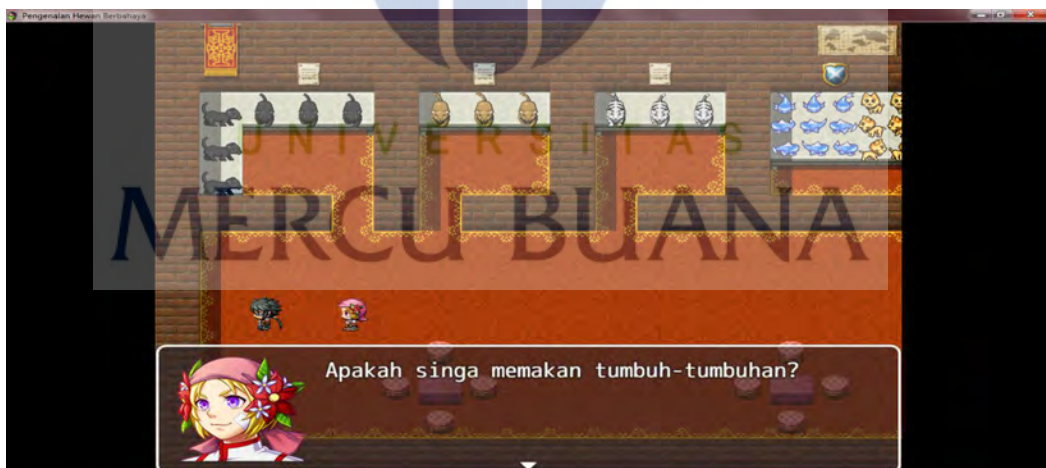 Pengenalan Hewan Berbahaya
UNIVERSITAS
MERCU BUANA
Apakah singa memakan tumbuh-tumbuhan?